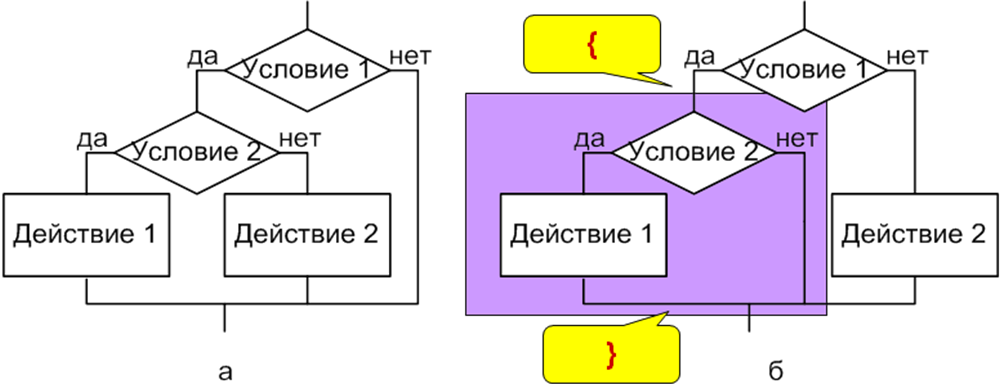 да
Условие 1
нет
да
Условие 2
нет
Действие 1
Действие 2
а
{
да
Условие 1
нет
да
Условие 2
нет
Действие 1
Действие 2
}
б